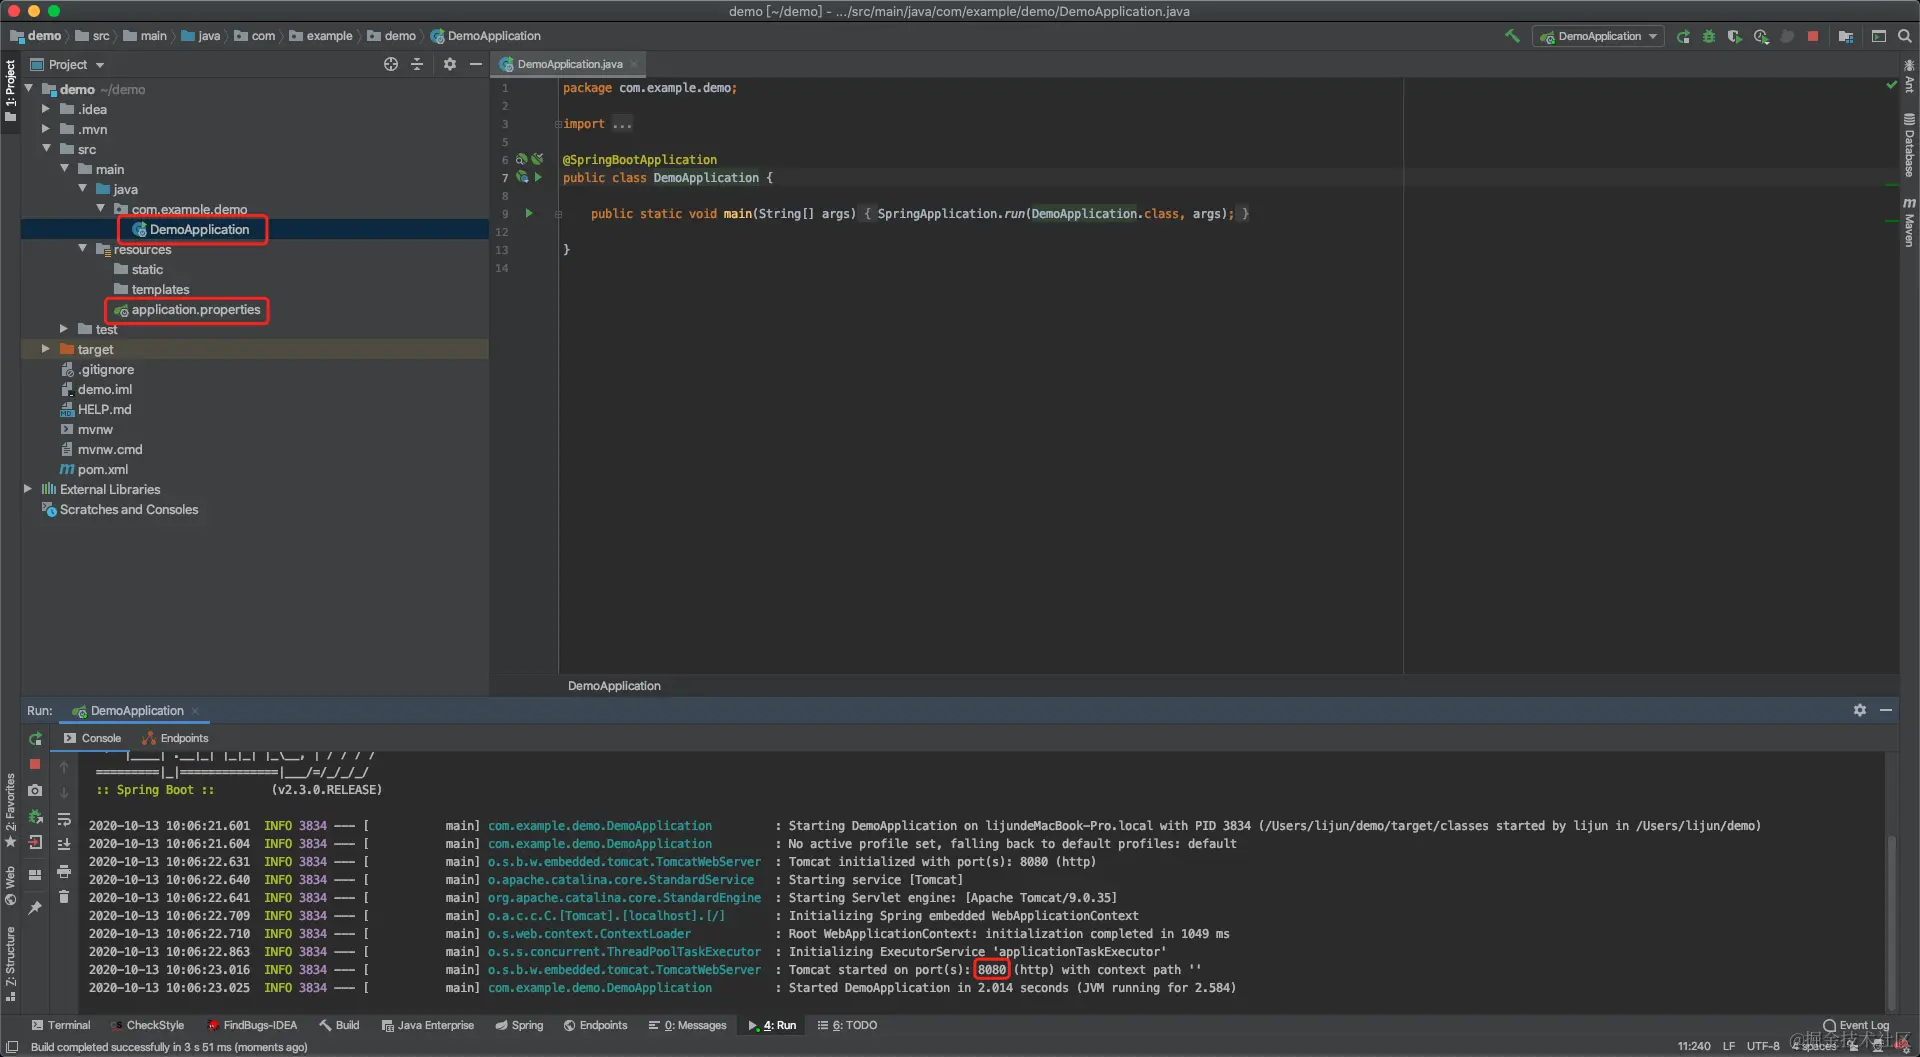 demo [~/demo] - .../src/main/java/com/example/demo/DemoApplication.java
demo src main java com example demo DemoApplication
DemoApplication
Project
DemoApplication.java
1: Project
demo ~/demo
.idea
.mvn
src
main
java
com.example.demo
DemoApplication
resources
static
templates
application.properties
test
target
.gitignore
demo.iml
HELP.md
mvnw
mvnw.cmd
pom.xml
External Libraries
Scratches and Consoles
1 package com.example.demo;
2
3 import ...
5
6 @SpringBootApplication
7 public class DemoApplication {
8
9 public static void main(String[] args) { SpringApplication.run(DemoApplication.class, args); }
12
13 }
14
DemoApplication
Ant
Database
Maven
Run: DemoApplication
Console Endpoints
=========|_|==============|___/=/_/_/_/
:: Spring Boot :: (v2.3.0.RELEASE)
2020-10-13 10:06:21.601 INFO 3834 --- [ main] com.example.demo.DemoApplication : Starting DemoApplication on lijundeMacBook-Pro.local with PID 3834 (/Users/lijun/demo/target/classes started by lijun in /Users/lijun/demo)
2020-10-13 10:06:21.604 INFO 3834 --- [ main] com.example.demo.DemoApplication : No active profile set, falling back to default profiles: default
2020-10-13 10:06:22.631 INFO 3834 --- [ main] o.s.b.w.embedded.tomcat.TomcatWebServer : Tomcat initialized with port(s): 8080 (http)
2020-10-13 10:06:22.640 INFO 3834 --- [ main] o.apache.catalina.core.StandardService : Starting service [Tomcat]
2020-10-13 10:06:22.641 INFO 3834 --- [ main] org.apache.catalina.core.StandardEngine : Starting Servlet engine: [Apache Tomcat/9.0.35]
2020-10-13 10:06:22.709 INFO 3834 --- [ main] o.a.c.c.C.[Tomcat].[localhost].[/] : Initializing Spring embedded WebApplicationContext
2020-10-13 10:06:22.710 INFO 3834 --- [ main] o.s.web.context.ContextLoader : Root WebApplicationContext: initialization completed in 1049 ms
2020-10-13 10:06:22.863 INFO 3834 --- [ main] o.s.s.concurrent.ThreadPoolTaskExecutor : Initializing ExecutorService 'applicationTaskExecutor'
2020-10-13 10:06:23.016 INFO 3834 --- [ main] o.s.b.w.embedded.tomcat.TomcatWebServer : Tomcat started on port(s): 8080 (http) with context path ''
2020-10-13 10:06:23.025 INFO 3834 --- [ main] com.example.demo.DemoApplication : Started DemoApplication in 2.014 seconds (JVM running for 2.584)
2: Favorites
Web
Z: Structure
Terminal CheckStyle FindBugs-IDEA Build Java Enterprise Spring Endpoints 0: Messages 4: Run 6: TODO Event Log
Build completed successfully in 3 s 51 ms (moments ago) 11:240 LF UTF-8 4 spaces
@掘金技术社区